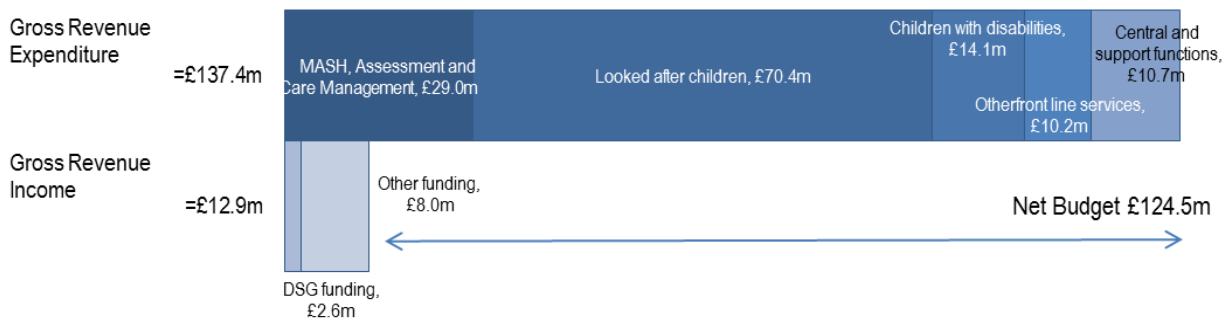 Gross Revenue
Expenditure
=£137.4m
MASH, Assessment and
Care Management, £29.0m
Looked after children, £70.4m
Children with disabilities,
£14.1m
Otherfront line services,
£10.2m
Central and
support functions,
£10.7m
Gross Revenue
Income
=£12.9m
Other funding,
£8.0m
Net Budget £124.5m
DSG funding,
£2.6m